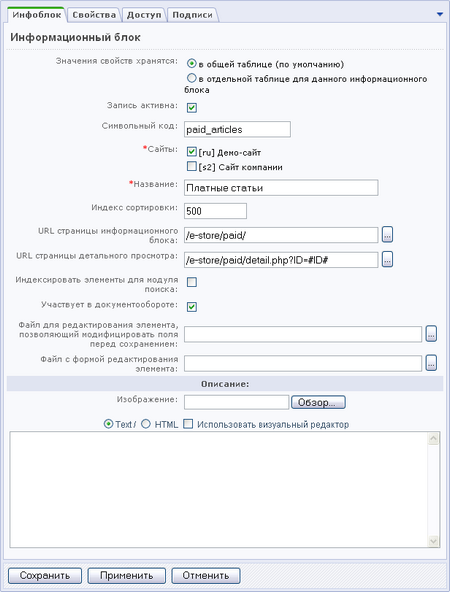 Инфоблок Свойства Доступ Подписи
Информационный блок
Значения свойств хранятся: в общей таблице (по умолчанию)
в отдельной таблице для данного информационного
блока
Запись активна:
Символьный код: paid_articles
*Сайты: [ru] Демо-сайт
[s2] Сайт компании
*Название: Платные статьи
Индекс сортировки: 500
URL страницы информационного
блока: /e-store/paid/ ...
URL страницы детального просмотра: /e-store/paid/detail.php?ID=#ID# ...
Индексировать элементы для модуля
поиска:
Участвует в документообороте:
Файл для редактирования элемента,
позволяющий модифицировать поля
перед сохранением: ...
Файл с формой редактирования
элемента: ...
Описание:
Изображение: Обзор...
Text / HTML Использовать визуальный редактор
Сохранить Применить Отменить